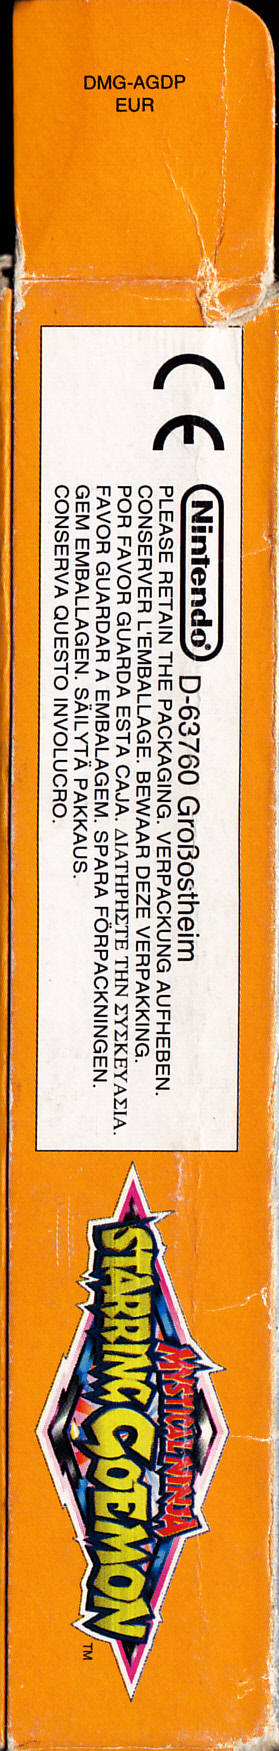 DMG-AGDP
EUR
CE
Nintendo® D-63760 Großostheim
PLEASE RETAIN THE PACKAGING. VERPACKUNG AUFHEBEN.
CONSERVER L'EMBALLAGE. BEWAAR DEZE VERPAKKING.
POR FAVOR GUARDA ESTA CAJA. ΔΙΑΤΗΡΗΣΤΕ ΤΗΝ ΣΥΣΚΕΥΑΣΙΑ.
FAVOR GUARDAR A EMBALAGEM. SPARA FÖRPACKNINGEN.
GEM EMBALLAGEN. SÄILYTÄ PAKKAUS.
CONSERVA QUESTO INVOLUCRO.
MYSTICAL NINJA
STARRING GOEMON™